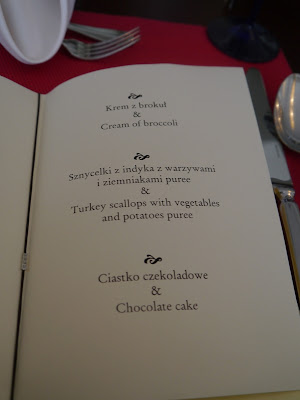 Krem z brokuł
&
Cream of broccoli
Sznycelki z indyka z warzywami
i ziemniakami puree
&
Turkey scallops with vegetables
and potatoes puree
Ciastko czekoladowe
&
Chocolate cake